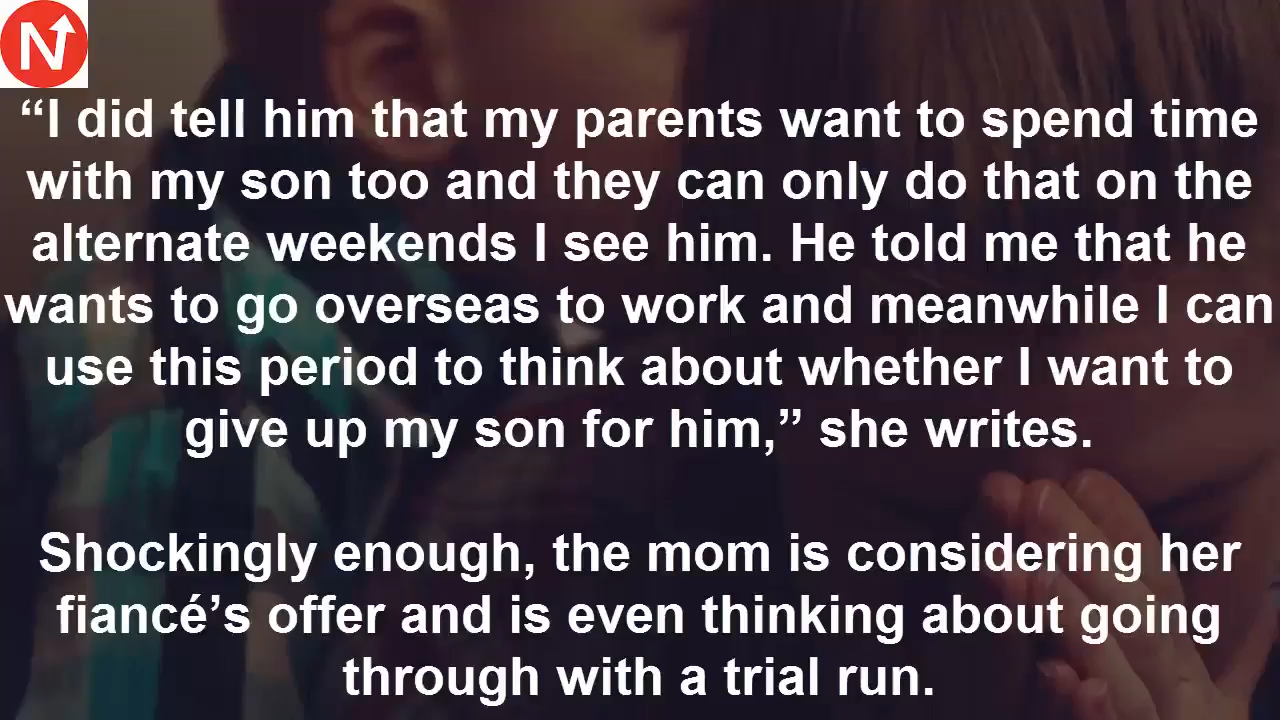 N
“I did tell him that my parents want to spend time
with my son too and they can only do that on the
alternate weekends I see him. He told me that he
wants to go overseas to work and meanwhile I can
use this period to think about whether I want to
give up my son for him,” she writes.
Shockingly enough, the mom is considering her
fiancé’s offer and is even thinking about going
through with a trial run.